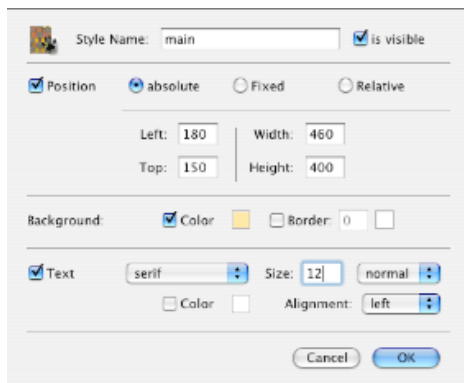 Style Name: main is visible
Position absolute Fixed Relative
Left: 180 Width: 460
Top: 150 Height: 400
Background: Color Border: 0
Text serif Size: 12 normal
Color Alignment: left
Cancel OK